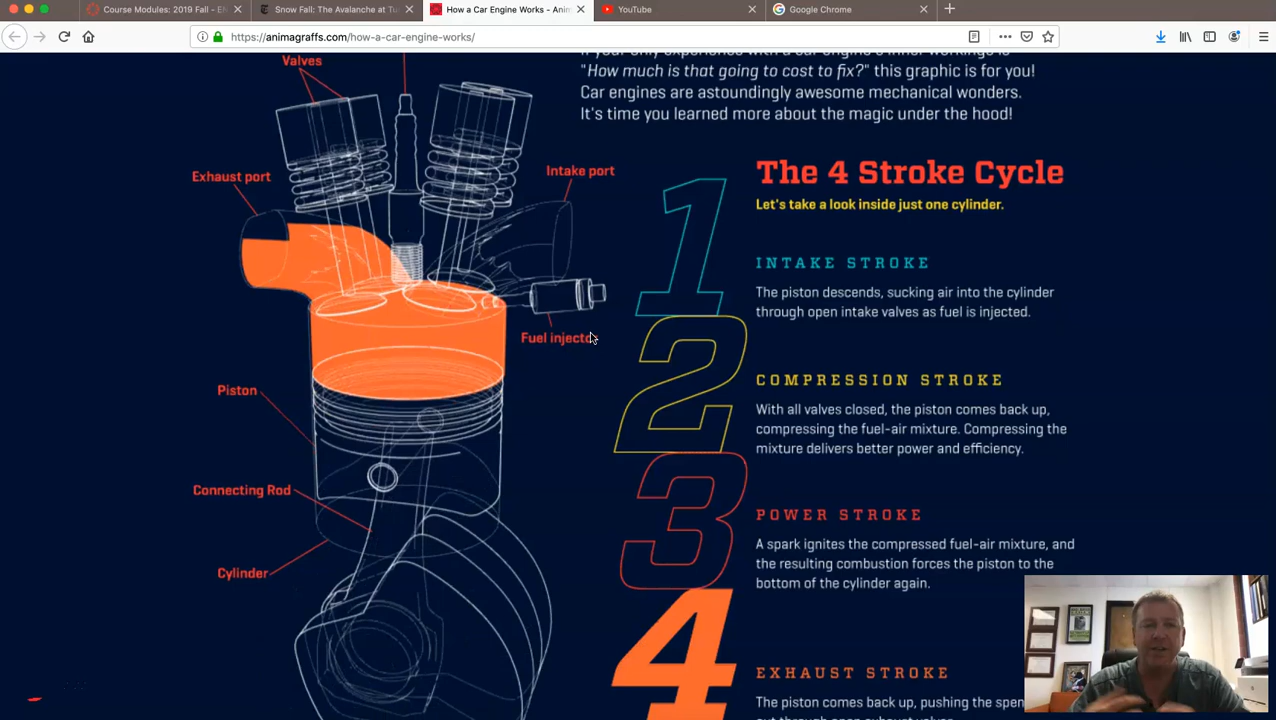 Course Modules: 2019 Fall - E
Snow Fall: The Avalanche at Tu
How a Car Engine Works - Anim
YouTube
Google Chrome
https://animagraffs.com/how-a-car-engine-works/
"How much is that going to cost to fix?" this graphic is for you!
Car engines are astoundingly awesome mechanical wonders.
It's time you learned more about the magic under the hood!
Valves
Exhaust port
Intake port
Fuel injecto
Piston
Connecting Rod
Cylinder
The 4 Stroke Cycle
Let's take a look inside just one cylinder.
1
INTAKE STROKE
The piston descends, sucking air into the cylinder
through open intake valves as fuel is injected.
2
COMPRESSION STROKE
With all valves closed, the piston comes back up,
compressing the fuel-air mixture. Compressing the
mixture delivers better power and efficiency.
3
POWER STROKE
A spark ignites the compressed fuel-air mixture, and
the resulting combustion forces the piston to the
bottom of the cylinder again.
4
EXHAUST STROKE
The piston comes back up, pushing the spen